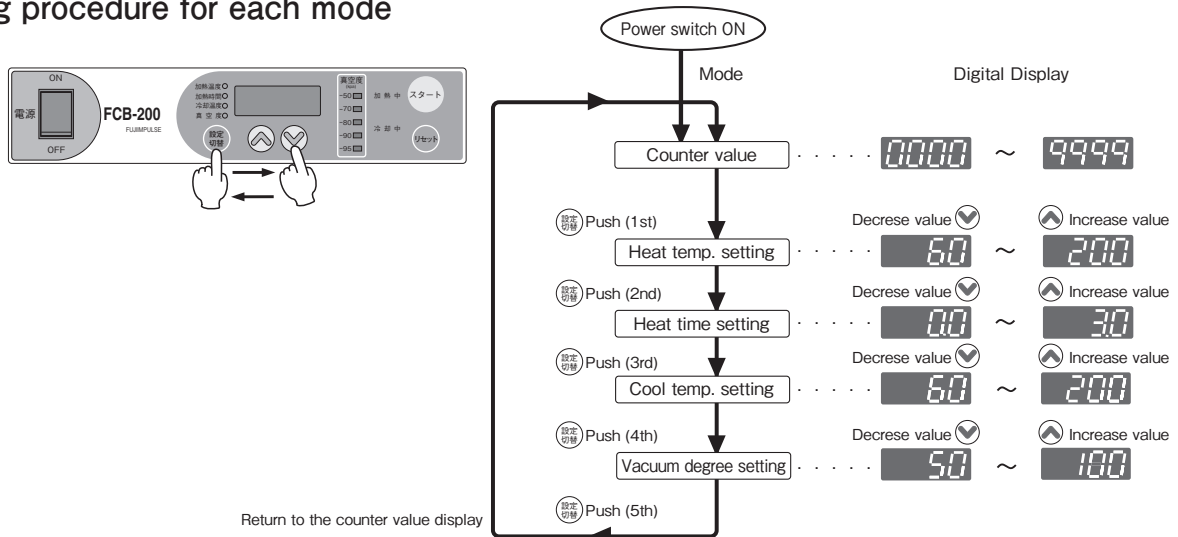 g procedure for each mode
Power switch ON
Mode
Digital Display
ON
電源
OFF
FCB-200
FUJIIMPULSE
加熱温度
加熱時間
冷却温度
真空度
設定
切替
真空度
-50
-70
-80
-90
-95
加熱中
冷却中
スタート
リセット
Counter value ..... 0000 ～ 9999
設定切替 Push (1st)
Decrese value
Increase value
Heat temp. setting ..... 60 ～ 200
設定切替 Push (2nd)
Decrese value
Increase value
Heat time setting ..... 0.0 ～ 3.0
設定切替 Push (3rd)
Decrese value
Increase value
Cool temp. setting ..... 60 ～ 200
設定切替 Push (4th)
Decrese value
Increase value
Vacuum degree setting ..... 50 ～ 100
設定切替 Push (5th)
Return to the counter value display